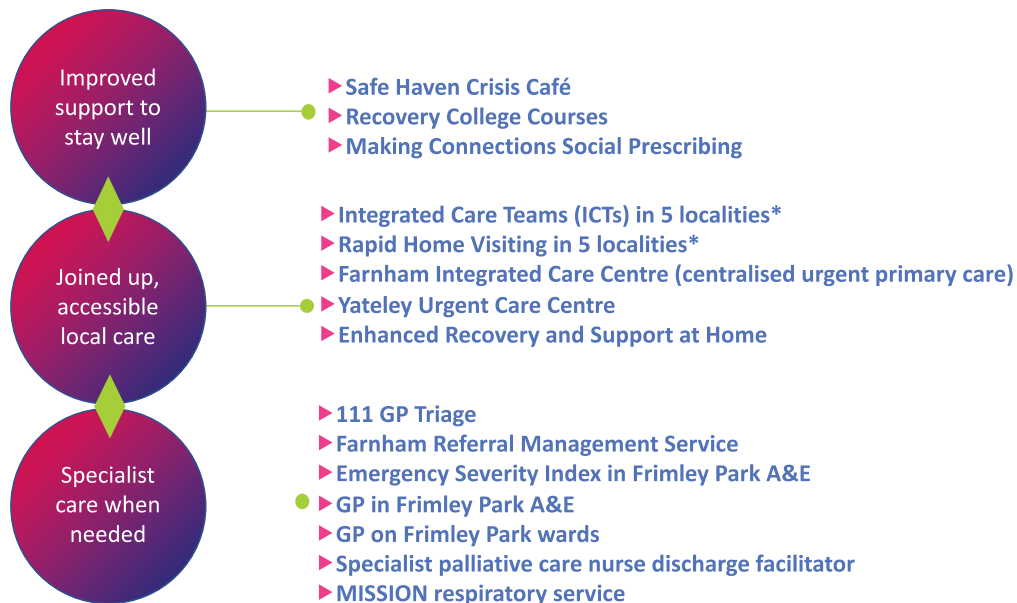 Improved
support to
stay well
Safe Haven Crisis Café
Recovery College Courses
Making Connections Social Prescribing
Joined up,
accessible
local care
Integrated Care Teams (ICTs) in 5 localities*
Rapid Home Visiting in 5 localities*
Farnham Integrated Care Centre (centralised urgent primary care)
Yateley Urgent Care Centre
Enhanced Recovery and Support at Home
Specialist
care when
needed
111 GP Triage
Farnham Referral Management Service
Emergency Severity Index in Frimley Park A&E
GP in Frimley Park A&E
GP on Frimley Park wards
Specialist palliative care nurse discharge facilitator
MISSION respiratory service